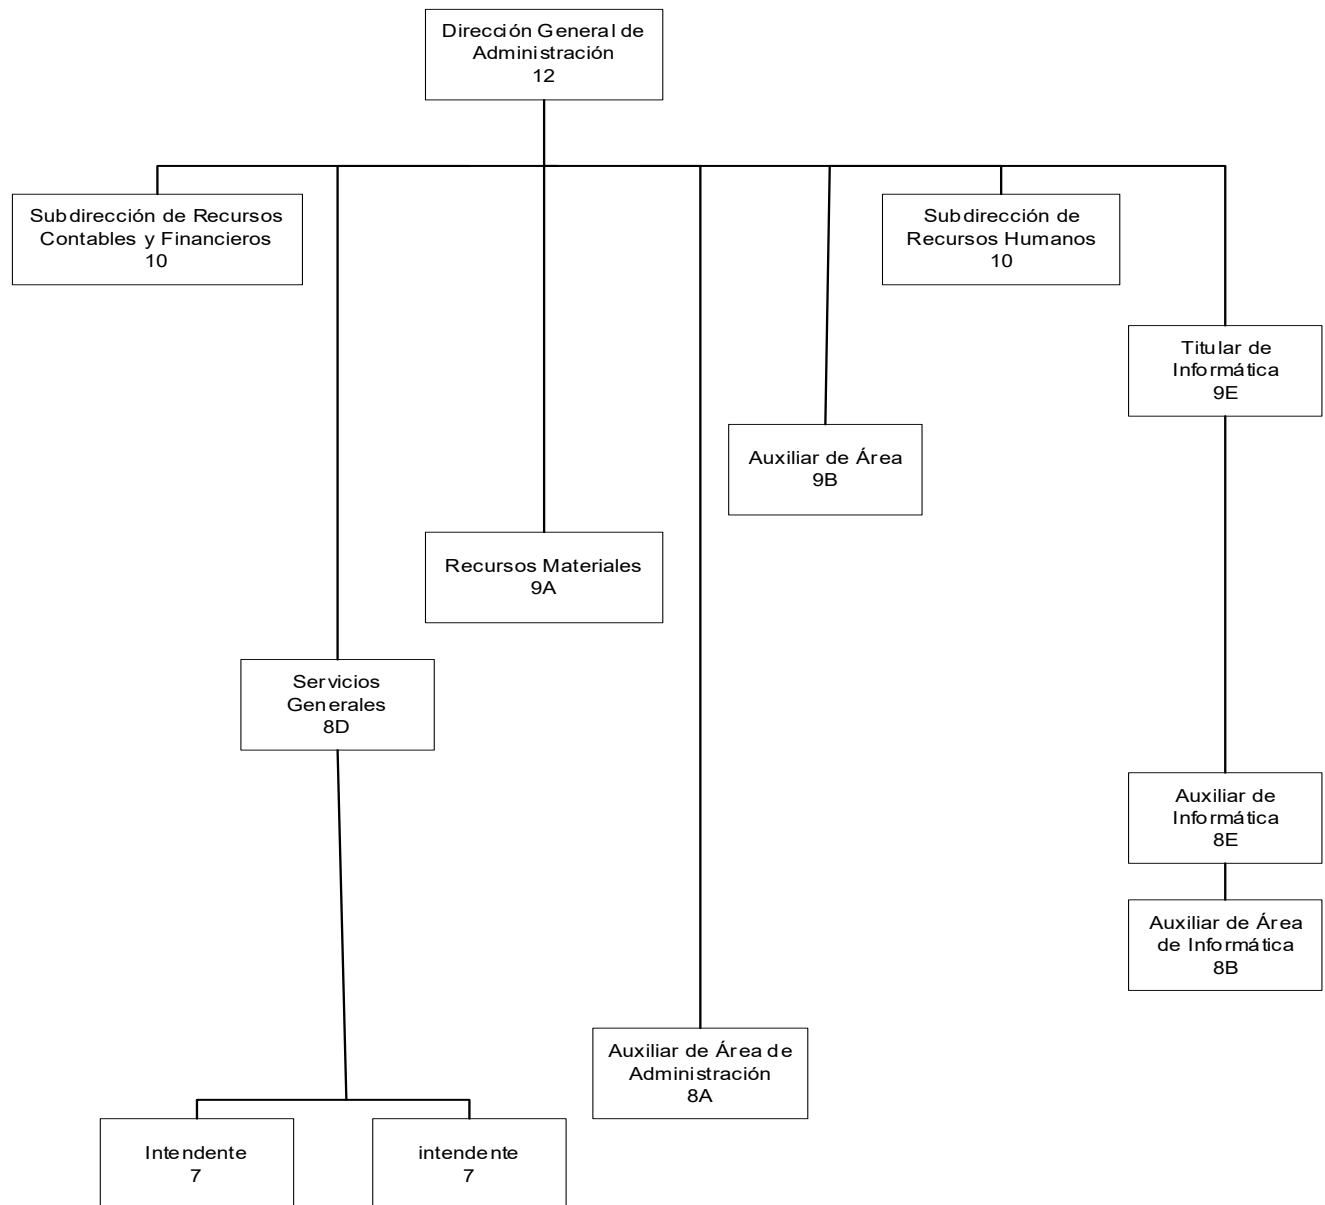 Dirección General de
Administración
12
Subdirección de Recursos
Contables y Financieros
10
Subdirección de
Recursos Humanos
10
Titular de
Informática
9E
Auxiliar de Área
9B
Recursos Materiales
9A
Servicios
Generales
8D
Auxiliar de
Informática
8E
Auxiliar de Área
de Informática
8B
Auxiliar de Área de
Administración
8A
Intendente
7
intendente
7